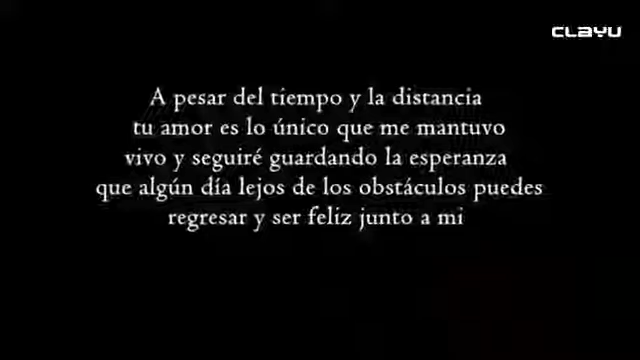 CLAYU
A pesar del tiempo y la distancia
tu amor es lo único que me mantuvo
vivo y seguiré guardando la esperanza
que algún día lejos de los obstáculos puedes
regresar y ser feliz junto a mi